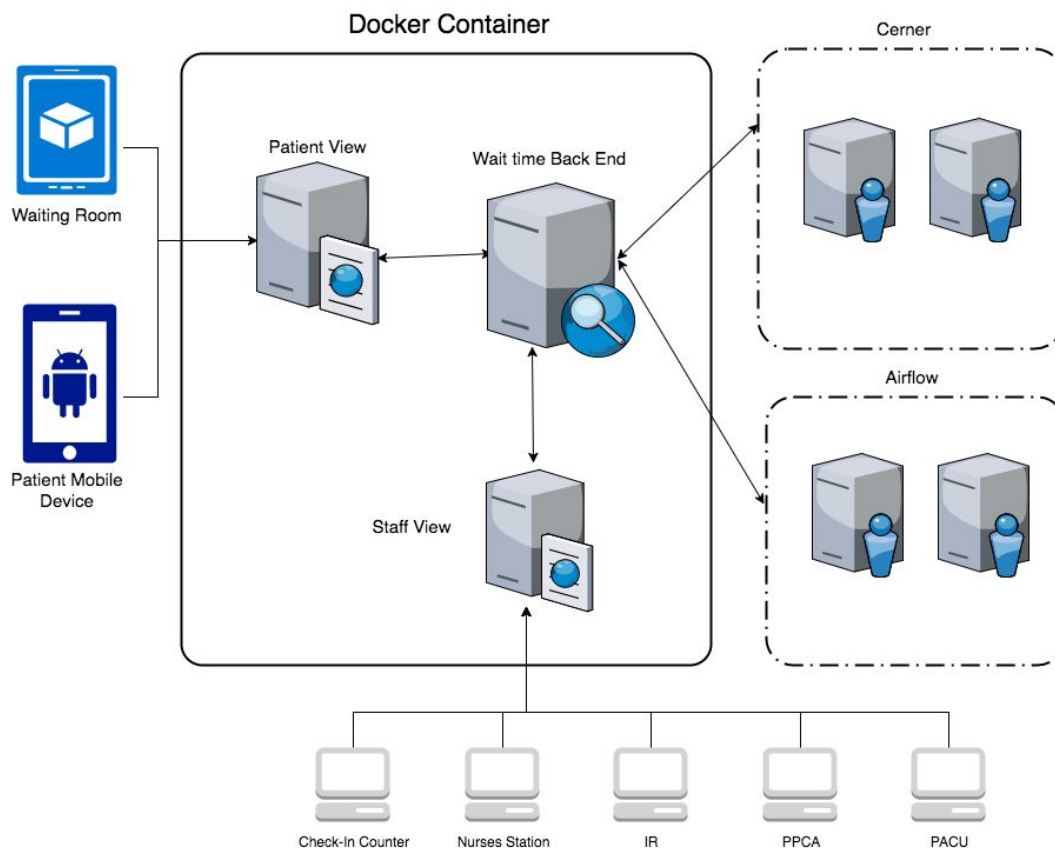 Docker Container
Cerner
Patient View
Wait time Back End
Waiting Room
Airflow
Patient Mobile
Device
Staff View
Check-In Counter
Nurses Station
IR
PPCA
PACU